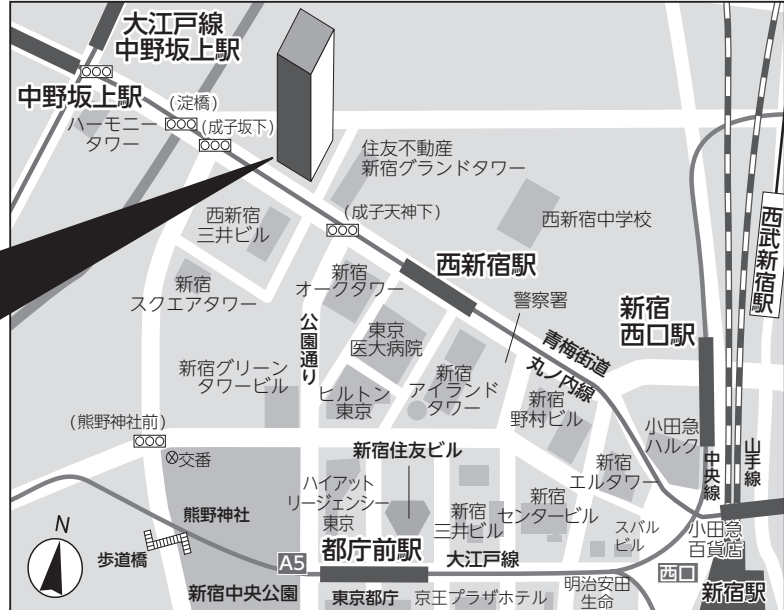 大江戸線
中野坂上駅
中野坂上駅
(淀橋)
ハーモニー
タワー
(成子坂下)
住友不動産
新宿グランドタワー
西新宿
三井ビル
(成子天神下)
西新宿中学校
西武新宿駅
新宿
スクエアタワー
新宿
オークタワー
西新宿駅
警察署
新宿
西口駅
公園通り
東京
医大病院
青梅街道
丸ノ内線
新宿グリーン
タワービル
ヒルトン
東京
新宿
アイランド
タワー
新宿
野村ビル
小田急
ハルク
中央線
山手線
(熊野神社前)
交番
新宿住友ビル
ハイアット
リージェンシー
東京
新宿
三井ビル
新宿
センタービル
新宿
エルタワー
スバル
ビル
小田急
百貨店
N
熊野神社
歩道橋
A5
都庁前駅
大江戸線
西口
新宿駅
新宿中央公園
東京都庁
京王プラザホテル
明治安田
生命